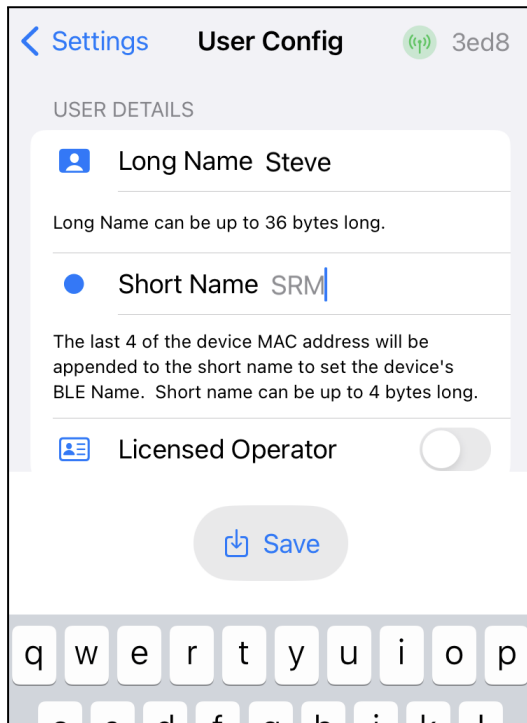 Settings User Config 3ed8
USER DETAILS
Long Name Steve
Long Name can be up to 36 bytes long.
Short Name SRM
The last 4 of the device MAC address will be
appended to the short name to set the device's
BLE Name. Short name can be up to 4 bytes long.
Licensed Operator
Save
q w e r t y u i o p